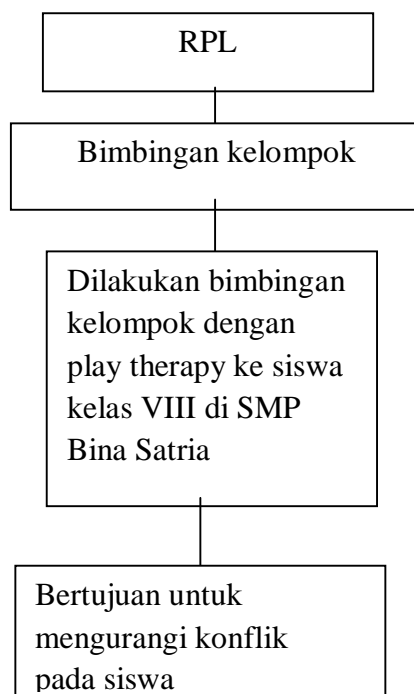 RPL
Bimbingan kelompok
Dilakukan bimbingan
kelompok dengan
play therapy ke siswa
kelas VIII di SMP
Bina Satria
Bertujuan untuk
mengurangi konflik
pada siswa